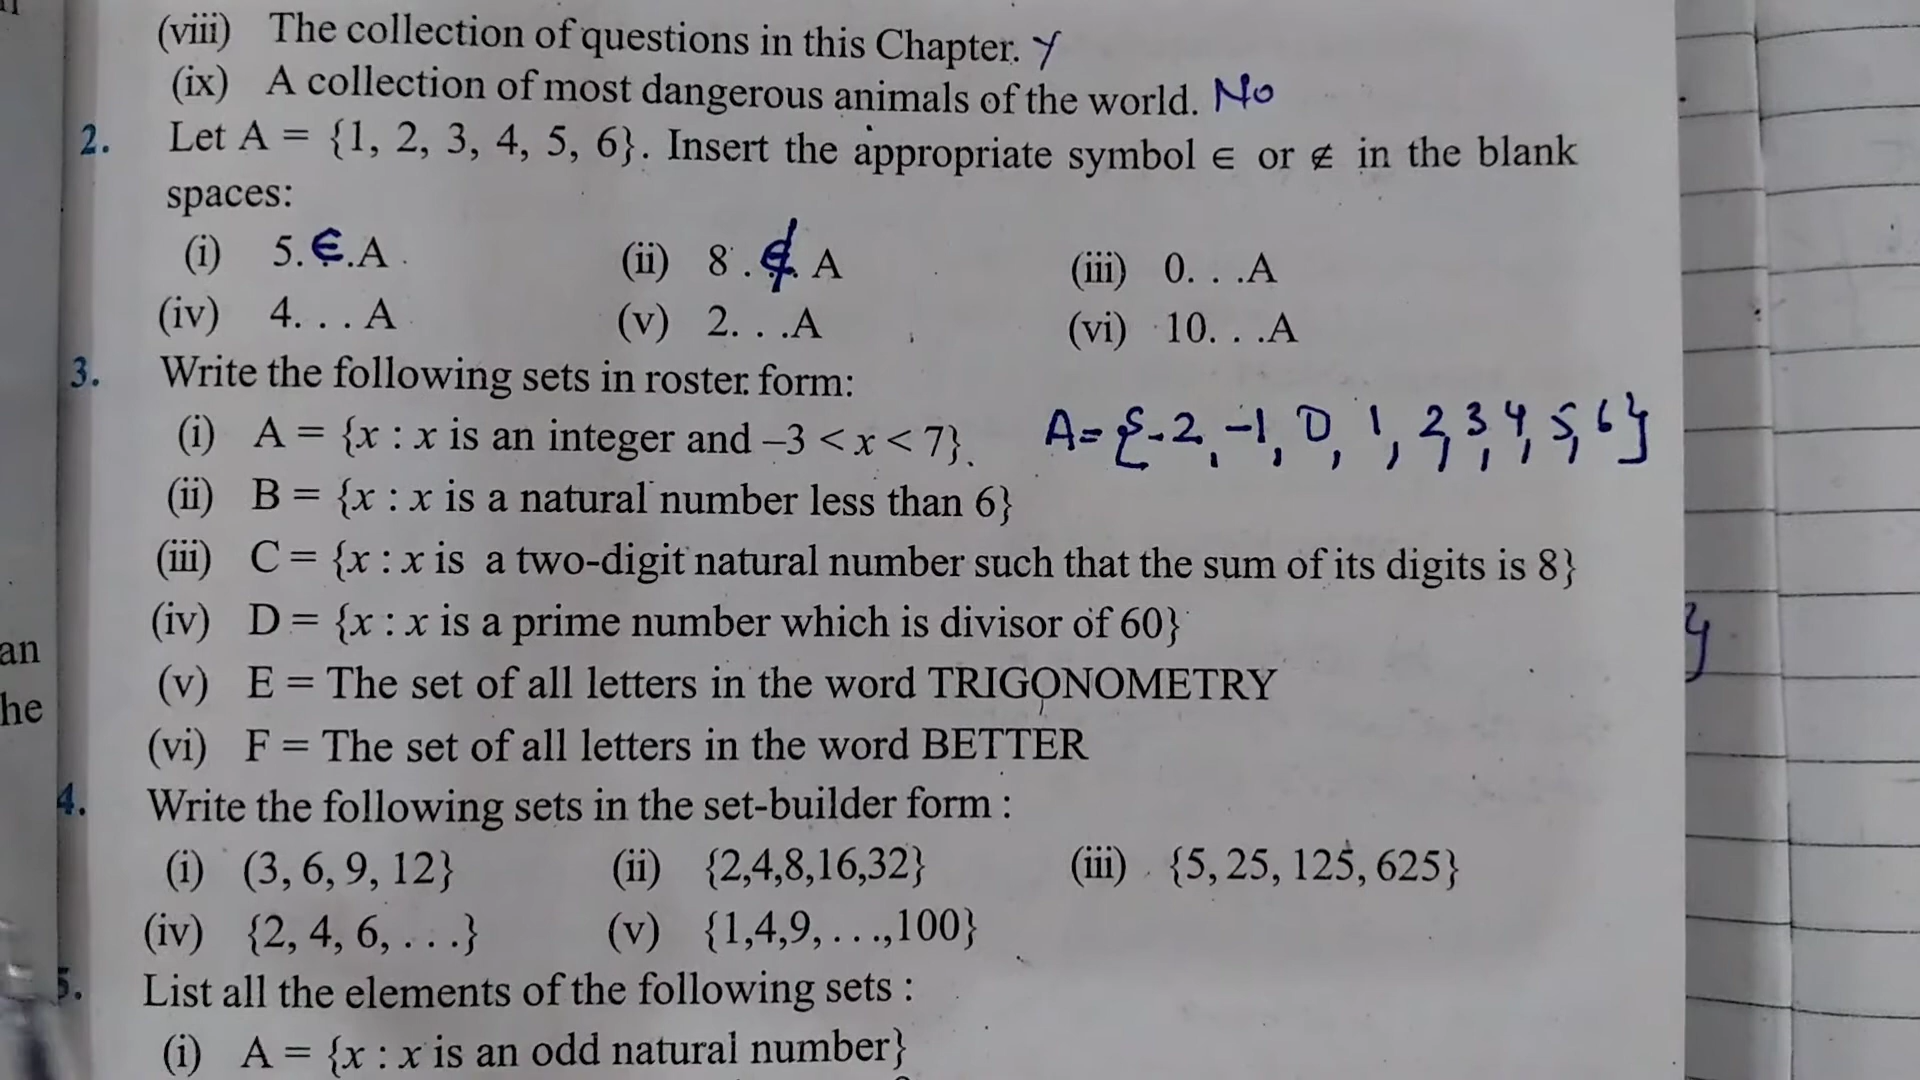 (viii) The collection of questions in this Chapter. Y
(ix) A collection of most dangerous animals of the world. No
2. Let A = {1, 2, 3, 4, 5, 6}. Insert the appropriate symbol ∈ or ∉ in the blank
spaces:
(i) 5.∈.A (ii) 8.∉.A (iii) 0. . .A
(iv) 4. . . A (v) 2. . .A (vi) 10. . .A
3. Write the following sets in roster form:
(i) A = {x : x is an integer and –3 < x < 7}. A = {-2, -1, 0, 1, 2, 3, 4, 5, 6}
(ii) B = {x : x is a natural number less than 6}
(iii) C = {x : x is a two-digit natural number such that the sum of its digits is 8}
(iv) D = {x : x is a prime number which is divisor of 60}
an
(v) E = The set of all letters in the word TRIGONOMETRY
he
(vi) F = The set of all letters in the word BETTER
4. Write the following sets in the set-builder form :
(i) (3, 6, 9, 12} (ii) {2,4,8,16,32} (iii) {5, 25, 125, 625}
(iv) {2, 4, 6, . . .} (v) {1,4,9, . . .,100}
5. List all the elements of the following sets :
(i) A = {x : x is an odd natural number}